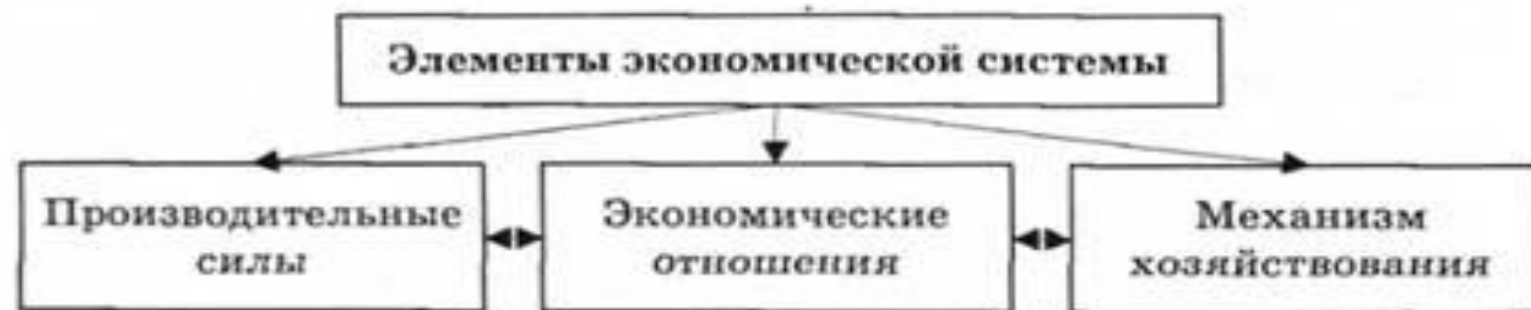 Элементы экономической системы
Производительные
силы
Экономические
отношения
Механизм
хозяйствования